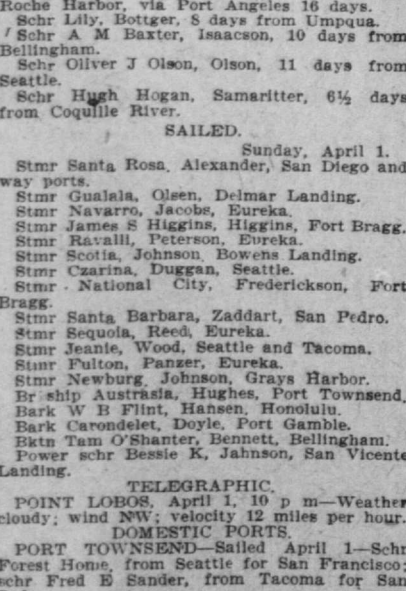 Roche Harbor, via Port Angeles 16 days.
Schr Lily, Bottger, 8 days from Umpqua.
Schr A M Baxter, Isaacson, 10 days from
Bellingham.
Schr Oliver J Olson, Olson, 11 days from
Seattle.
Schr Hugh Hogan, Samaritter, 6½ days
from Coquille River.
SAILED.
Sunday, April 1.
Stmr Santa Rosa, Alexander, San Diego and
way ports.
Stmr Gualala, Olsen, Delmar Landing.
Stmr Navarro, Jacobs, Eureka.
Stmr James S Higgins, Higgins, Fort Bragg.
Stmr Ravalli, Peterson, Eureka.
Stmr Scotia, Johnson, Bowens Landing.
Stmr Czarina, Duggan, Seattle.
Stmr National City, Frederickson, Fort
Bragg.
Stmr Santa Barbara, Zaddart, San Pedro.
Stmr Sequoia, Reed, Eureka.
Stmr Jeanie, Wood, Seattle and Tacoma.
Stmr Fulton, Panzer, Eureka.
Stmr Newburg, Johnson, Grays Harbor.
Br ship Australia, Hughes, Port Townsend.
Bark W B Flint, Hansen, Honolulu.
Bark Carondelet, Doyle, Port Gamble.
Bktn Tam O'Shanter, Bennett, Bellingham.
Power schr Bessie K, Jahnson, San Vicente
Landing.
TELEGRAPHIC.
POINT LOBOS, April 1, 10 p m—Weather
cloudy; wind NW; velocity 12 miles per hour.
DOMESTIC PORTS.
PORT TOWNSEND—Sailed April 1—Schr
Forest Home, from Seattle for San Francisco;
schr Fred E Sander, from Tacoma for San